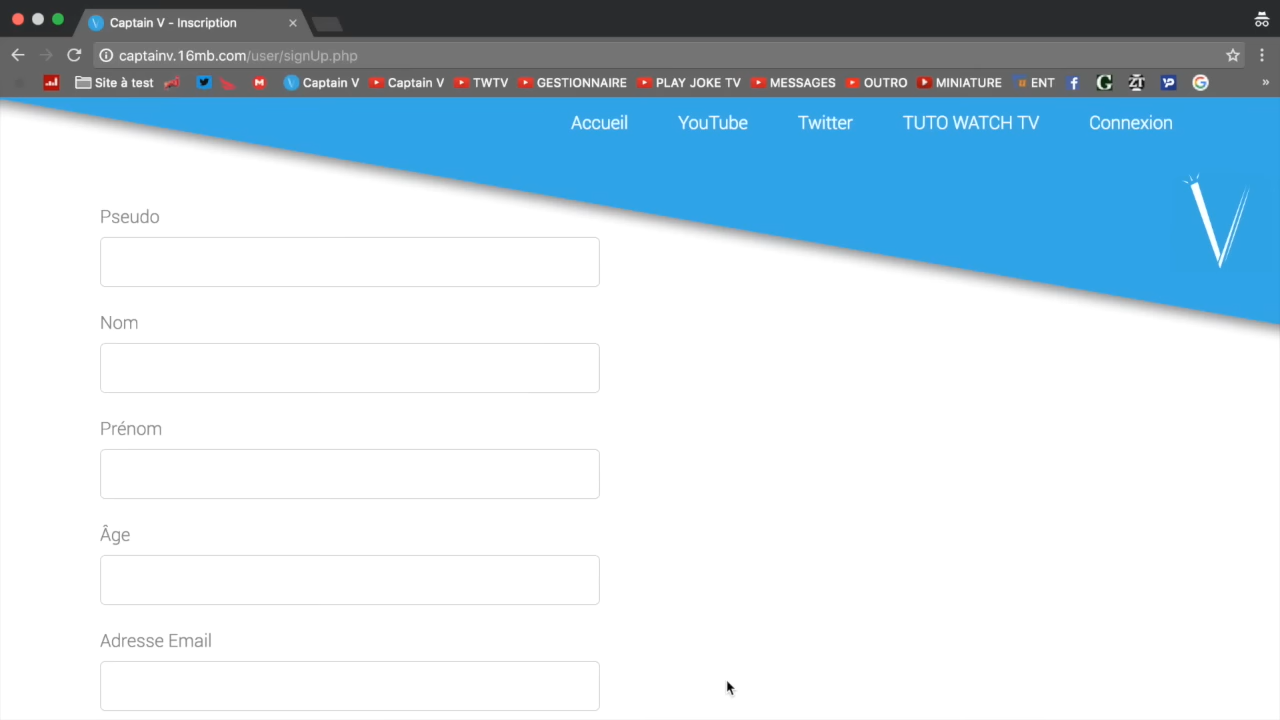 Captain V - Inscription
captainv.16mb.com/user/signUp.php
Site à test Captain V Captain V TWTV GESTIONNAIRE PLAY JOKE TV MESSAGES OUTRO MINIATURE ENT »
Accueil YouTube Twitter TUTO WATCH TV Connexion
V
Pseudo
Nom
Prénom
Âge
Adresse Email